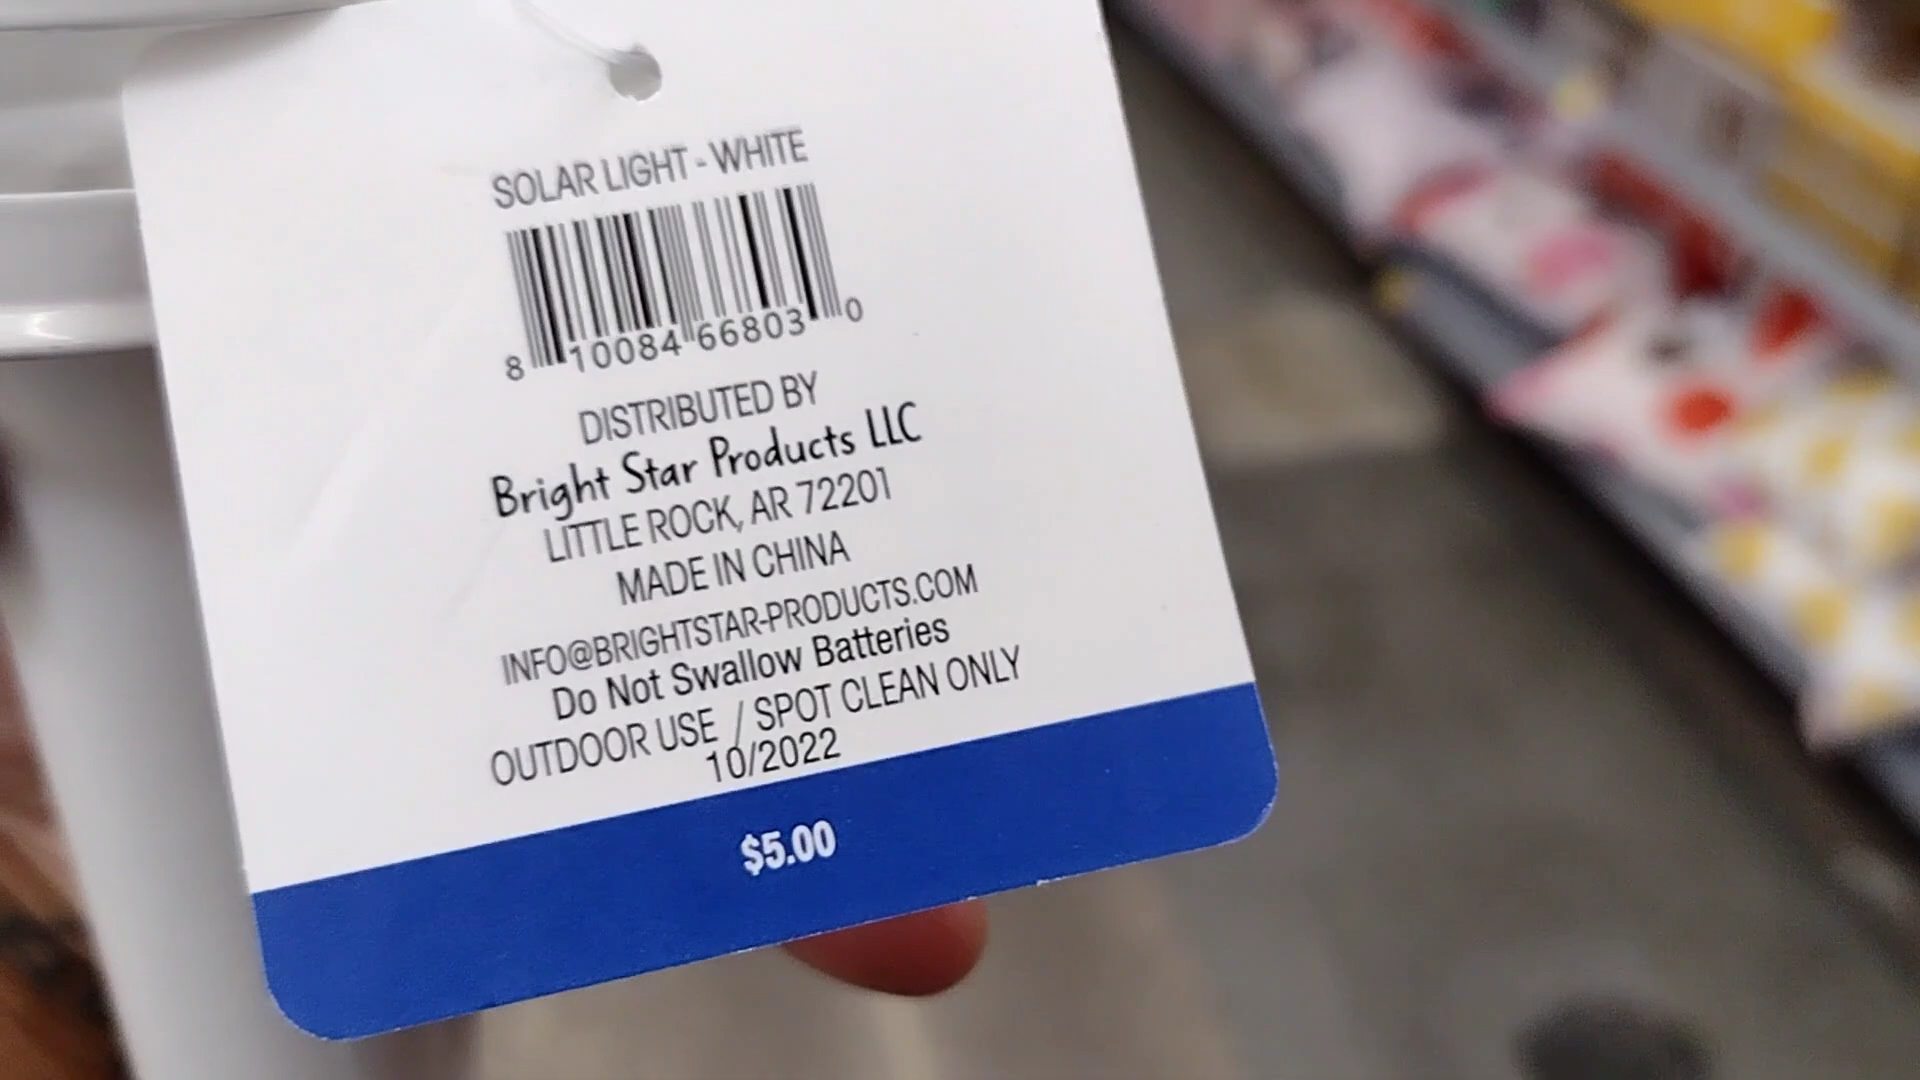 SOLAR LIGHT - WHITE
8 10084 66803 0
DISTRIBUTED BY
Bright Star Products LLC
LITTLE ROCK, AR 72201
MADE IN CHINA
INFO@BRIGHTSTAR-PRODUCTS.COM
Do Not Swallow Batteries
OUTDOOR USE / SPOT CLEAN ONLY
10/2022
$5.00